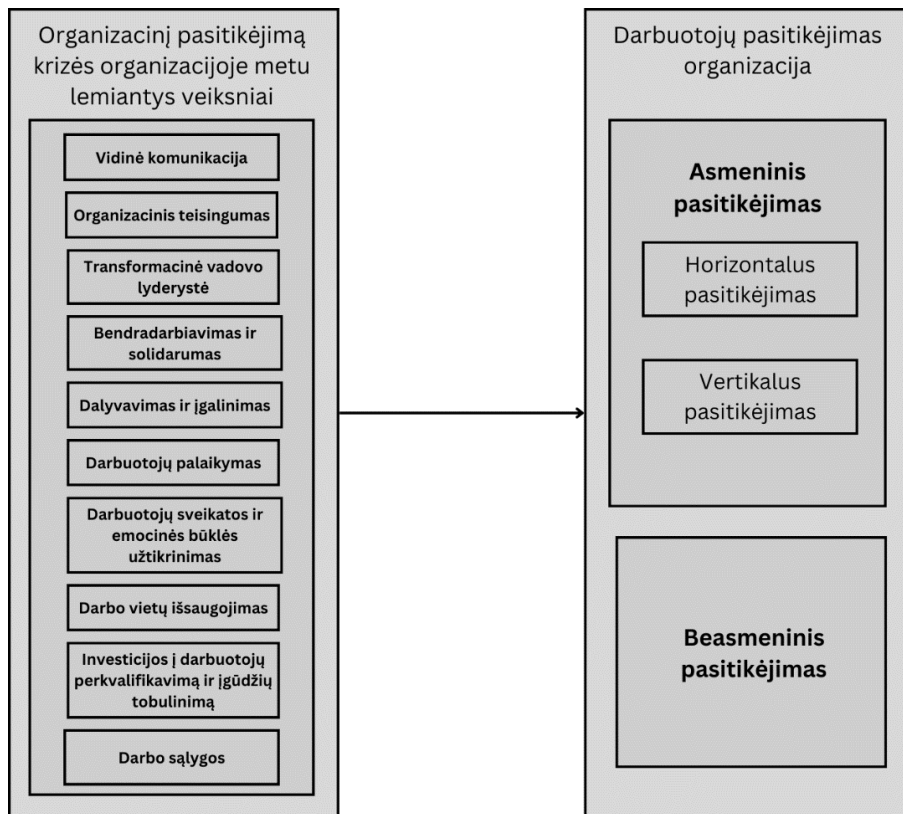 Organizacinį pasitikėjimą
krizės organizacijoje metu
lemiantys veiksniai
Vidinė komunikacija
Organizacinis teisingumas
Transformacinė vadovo
lyderystė
Bendradarbiavimas ir
solidarumas
Dalyvavimas ir įgalinimas
Darbuotojų palaikymas
Darbuotojų sveikatos ir
emocinės būklės
užtikrinimas
Darbo vietų išsaugojimas
Investicijos į darbuotojų
perkvalifikavimą ir įgūdžių
tobulinimą
Darbo sąlygos
Darbuotojų pasitikėjimas
organizacija
Asmeninis
pasitikėjimas
Horizontalus
pasitikėjimas
Vertikalus
pasitikėjimas
Beasmeninis
pasitikėjimas